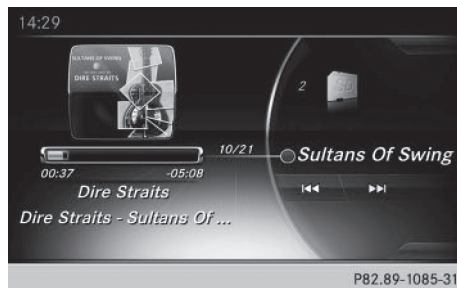 14:29
SULTANS OF SWING
DIRE STRAITS
2
SD
10/21
Sultans Of Swing
00:37
-05:08
Dire Straits
Dire Straits - Sultans Of ...
P82.89-1085-31